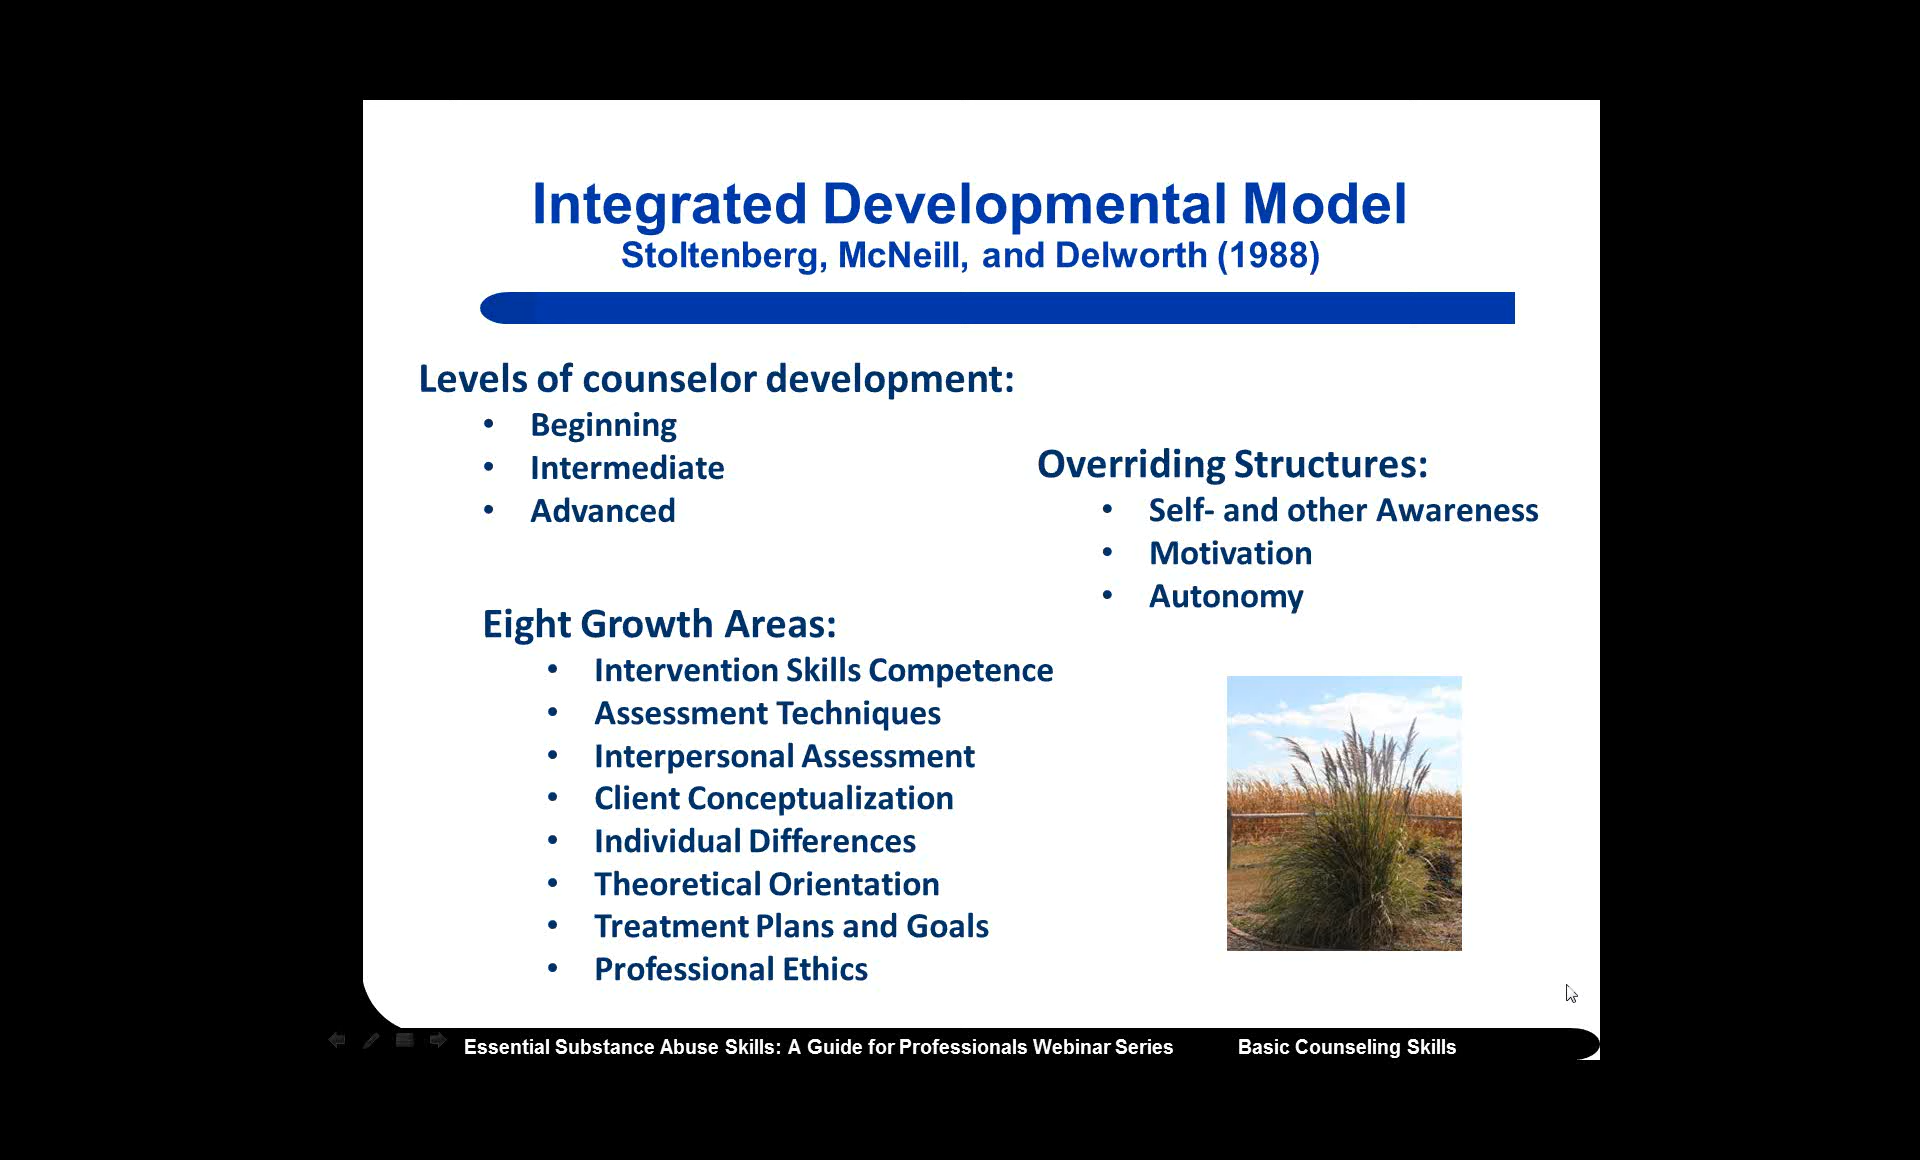 Integrated Developmental Model
Stoltenberg, McNeill, and Delworth (1988)
Levels of counselor development:
• Beginning
• Intermediate
• Advanced
Overriding Structures:
• Self- and other Awareness
• Motivation
• Autonomy
Eight Growth Areas:
• Intervention Skills Competence
• Assessment Techniques
• Interpersonal Assessment
• Client Conceptualization
• Individual Differences
• Theoretical Orientation
• Treatment Plans and Goals
• Professional Ethics
Essential Substance Abuse Skills: A Guide for Professionals Webinar Series
Basic Counseling Skills